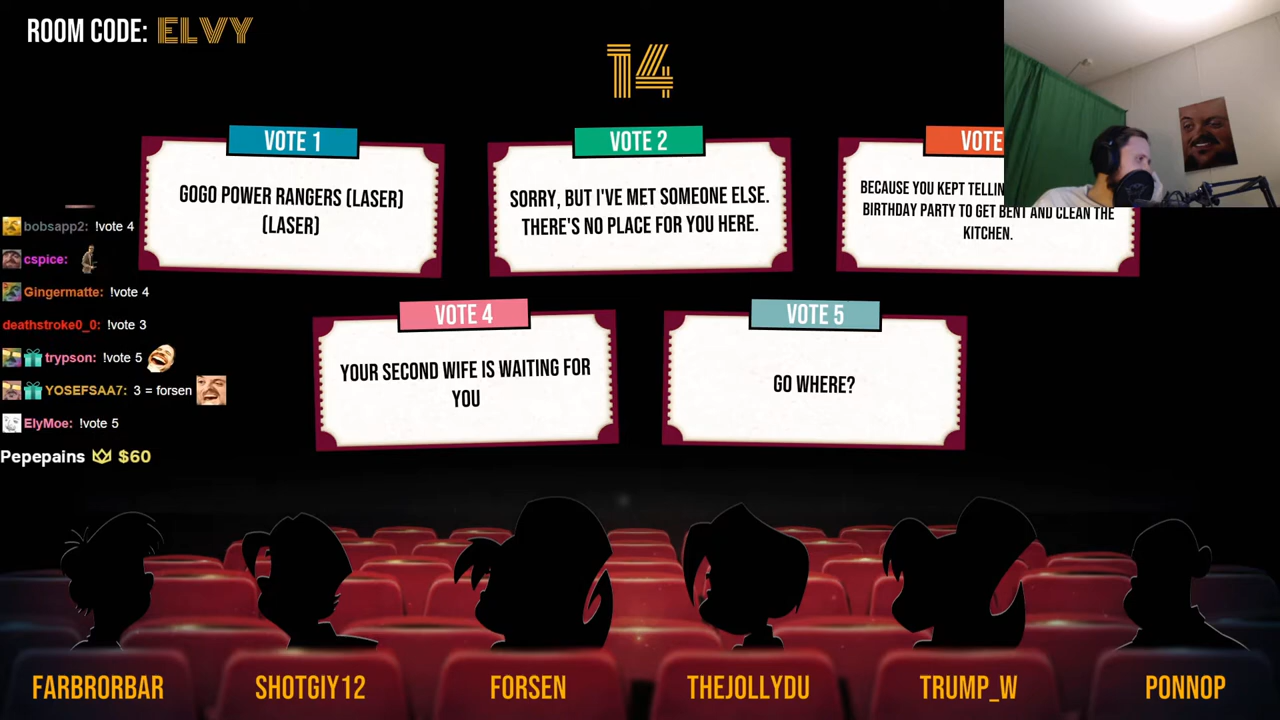 ROOM CODE: ELVY
14
VOTE 1
GOGO POWER RANGERS (LASER)
(LASER)
VOTE 2
SORRY, BUT I'VE MET SOMEONE ELSE.
THERE'S NO PLACE FOR YOU HERE.
VOTE
BECAUSE YOU KEPT
BIRTHDAY PARTY TO GET BENT AND CLEAN THE
KITCHEN.
VOTE 4
YOUR SECOND WIFE IS WAITING FOR
YOU
VOTE 5
GO WHERE?
bobsapp2: !vote 4
cspice:
Gingermatte: !vote 4
deathstroke0_0: !vote 3
trypson: !vote 5
YOSEFSAA7: 3 = forsen
ElyMoe: !vote 5
Pepepains $60
FARBRORBAR
SHOTGIY12
FORSEN
THEJOLLYDU
TRUMP_W
PONNOP